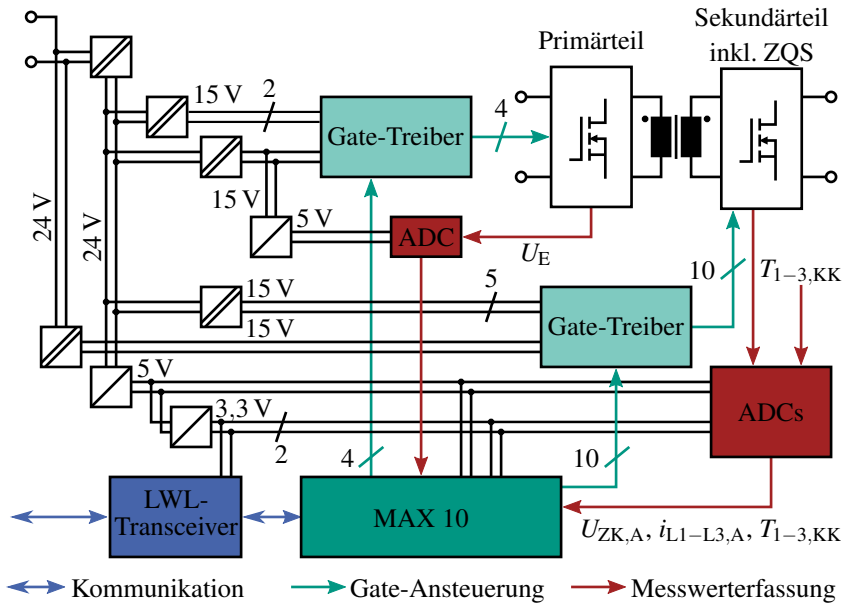 Primärteil
Sekundärteil
inkl. ZQS
15 V
2
Gate-Treiber
4
24 V
24 V
15 V
5 V
ADC
U_E
10
T_1–3,KK
15 V
5
15 V
Gate-Treiber
5 V
3,3 V
2
4
10
ADCs
LWL-
Transceiver
MAX 10
U_ZK,A, i_L1–L3,A, T_1–3,KK
Kommunikation
Gate-Ansteuerung
Messwerterfassung